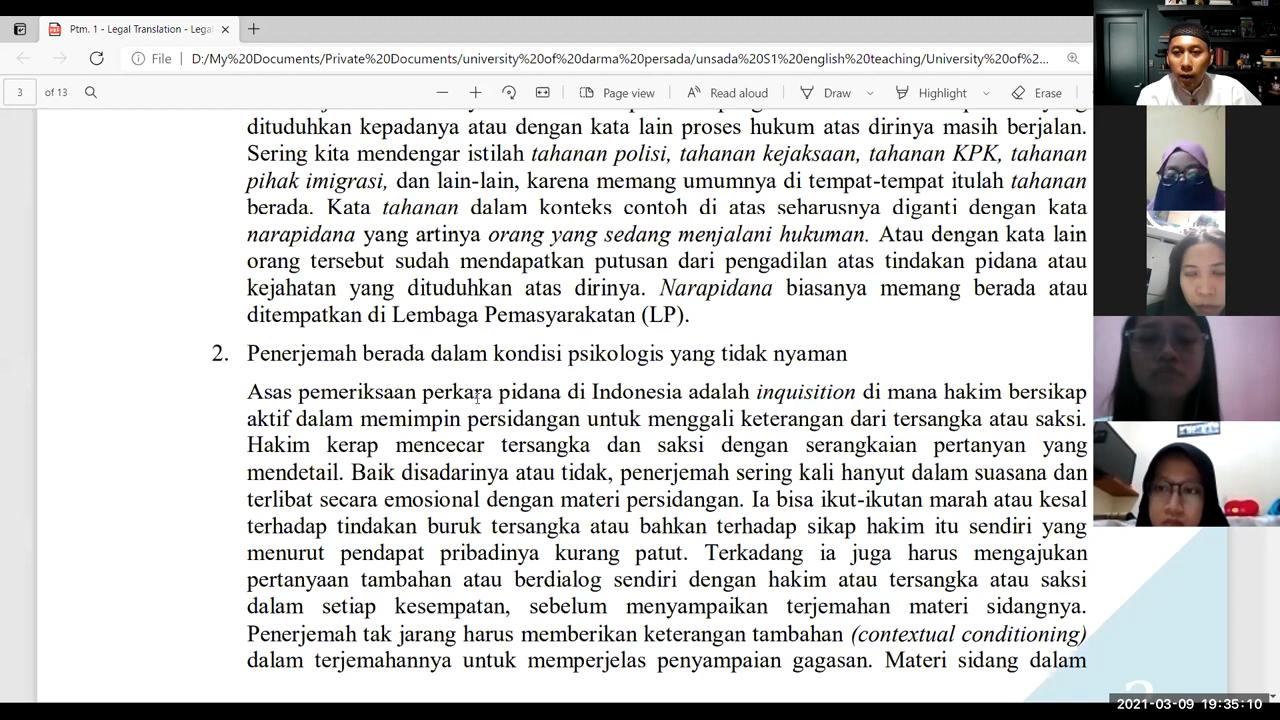 Ptm. 1 - Legal Translation - Lega
File
D:/My%20Documents/Private%20Documents/university%20of%20darma%20persada/unsada%20S1%20english%20teaching/University%20of%2...
3 of 13
Page view
Read aloud
Draw
Highlight
Erase
dituduhkan kepadanya atau dengan kata lain proses hukum atas dirinya masih berjalan.
Sering kita mendengar istilah tahanan polisi, tahanan kejaksaan, tahanan KPK, tahanan
pihak imigrasi, dan lain-lain, karena memang umumnya di tempat-tempat itulah tahanan
berada. Kata tahanan dalam konteks contoh di atas seharusnya diganti dengan kata
narapidana yang artinya orang yang sedang menjalani hukuman. Atau dengan kata lain
orang tersebut sudah mendapatkan putusan dari pengadilan atas tindakan pidana atau
kejahatan yang dituduhkan atas dirinya. Narapidana biasanya memang berada atau
ditempatkan di Lembaga Pemasyarakatan (LP).
2. Penerjemah berada dalam kondisi psikologis yang tidak nyaman
Asas pemeriksaan perkara pidana di Indonesia adalah inquisition di mana hakim bersikap
aktif dalam memimpin persidangan untuk menggali keterangan dari tersangka atau saksi.
Hakim kerap mencecar tersangka dan saksi dengan serangkaian pertanyan yang
mendetail. Baik disadarinya atau tidak, penerjemah sering kali hanyut dalam suasana dan
terlibat secara emosional dengan materi persidangan. Ia bisa ikut-ikutan marah atau kesal
terhadap tindakan buruk tersangka atau bahkan terhadap sikap hakim itu sendiri yang
menurut pendapat pribadinya kurang patut. Terkadang ia juga harus mengajukan
pertanyaan tambahan atau berdialog sendiri dengan hakim atau tersangka atau saksi
dalam setiap kesempatan, sebelum menyampaikan terjemahan materi sidangnya.
Penerjemah tak jarang harus memberikan keterangan tambahan (contextual conditioning)
dalam terjemahannya untuk memperjelas penyampaian gagasan. Materi sidang dalam
2021-03-09 19:35:10